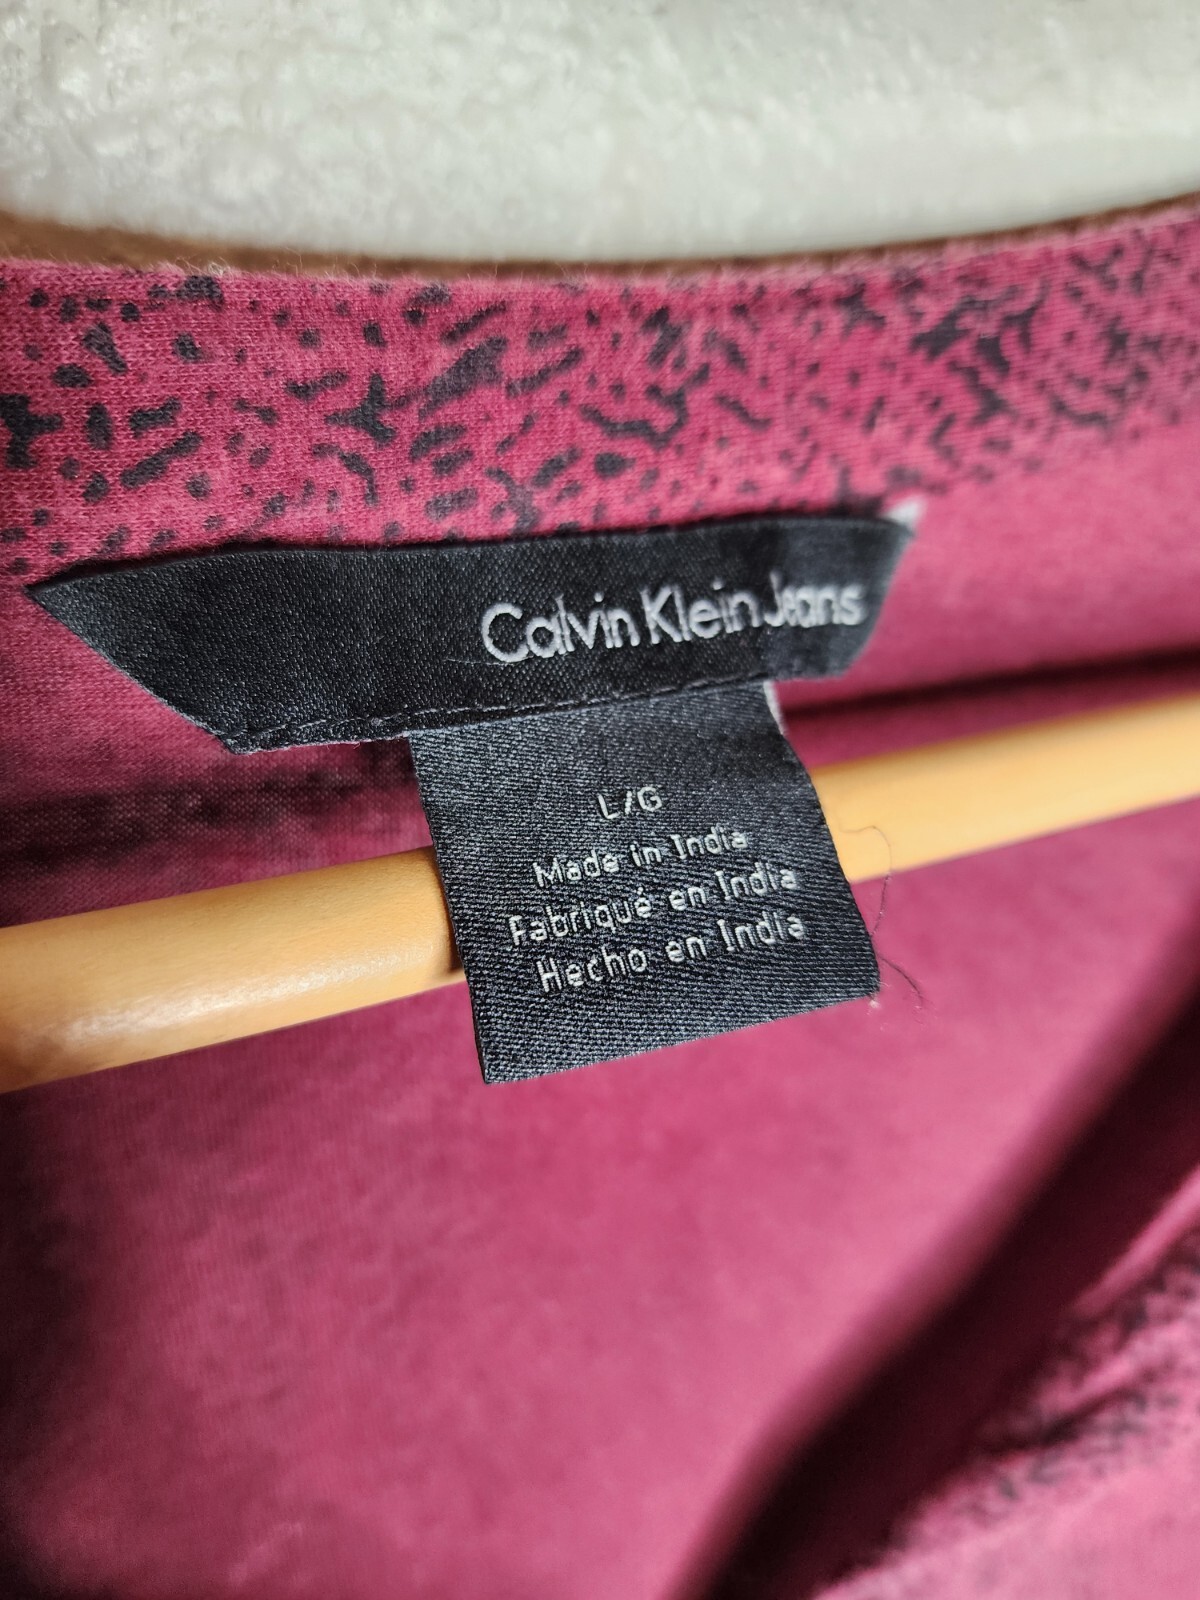 Calvin Klein Jeans
L/G
Made in India
Fabriqué en India
Hecho en India